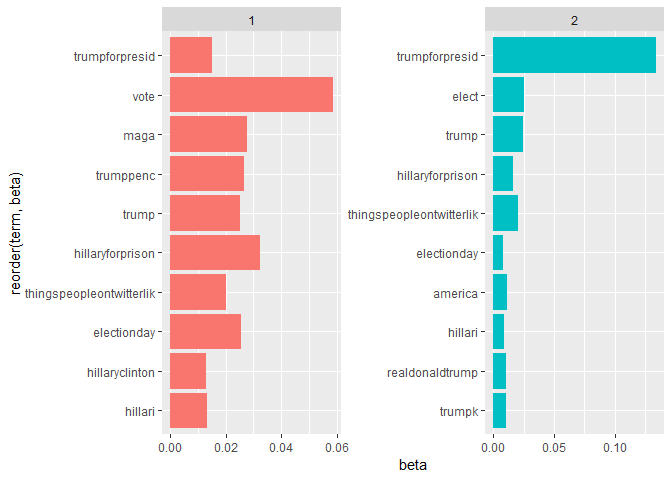 1
2
trumpforpresid
vote
maga
trumppenc
trump
hillaryforprison
thingspeopleontwitterlik
electionday
hillaryclinton
hillari
trumpforpresid
elect
trump
hillaryforprison
thingspeopleontwitterlik
electionday
america
hillari
realdonaldtrump
trumpk
reorder(term, beta)
0.00 0.02 0.04 0.06
0.00 0.05 0.10
beta